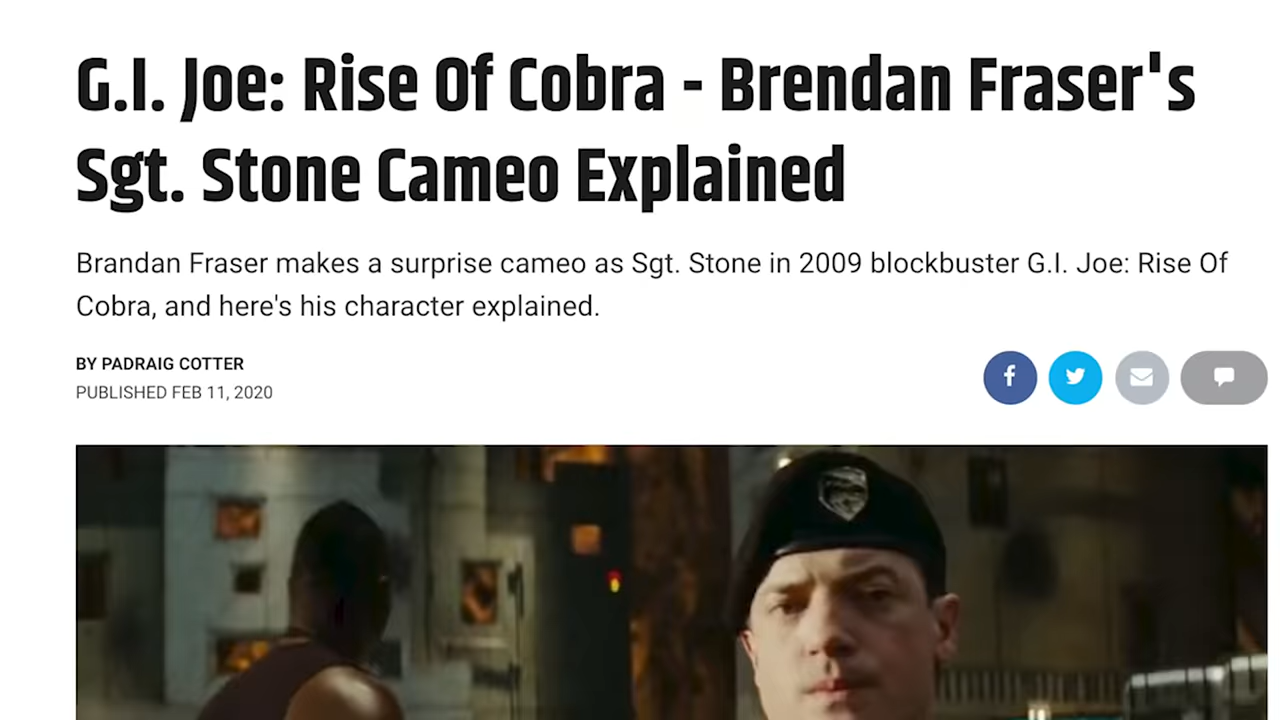 G.I. Joe: Rise Of Cobra - Brendan Fraser's
Sgt. Stone Cameo Explained
Brandan Fraser makes a surprise cameo as Sgt. Stone in 2009 blockbuster G.I. Joe: Rise Of
Cobra, and here's his character explained.
BY PADRAIG COTTER
PUBLISHED FEB 11, 2020